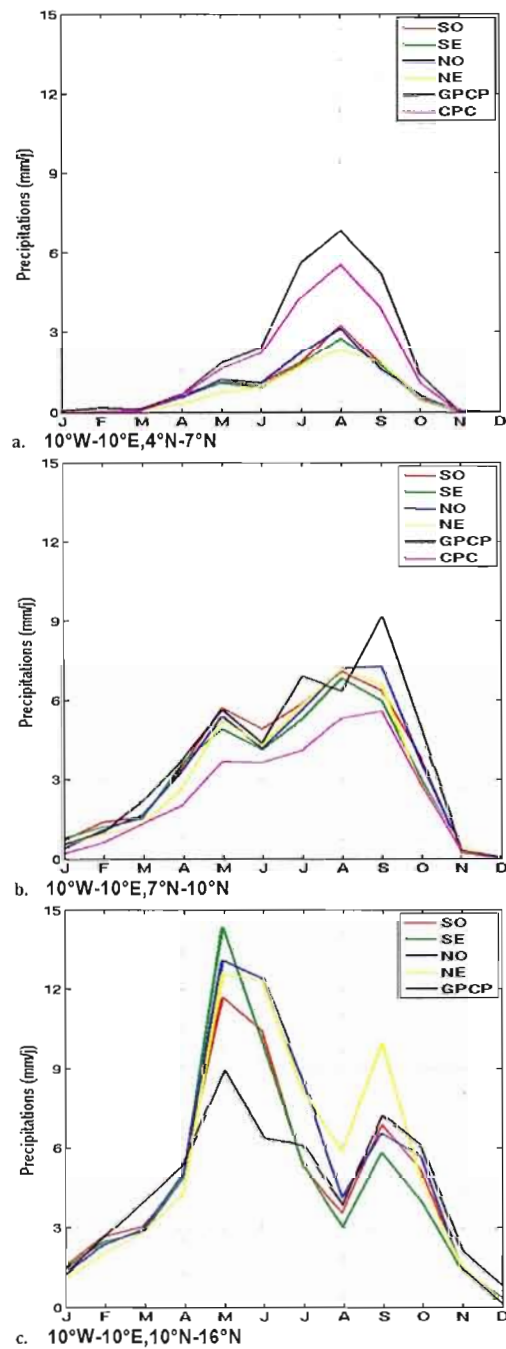 15
12
9
6
3
0
Precipitations (mm/j)
SO
SE
NO
NE
GPCP
CPC
J F M A M J J A S O N D
a. 10°W-10°E,4°N-7°N
15
12
9
6
3
0
Precipitations (mm/j)
SO
SE
NO
NE
GPCP
CPC
J F M A M J J A S O N D
b. 10°W-10°E,7°N-10°N
15
12
9
6
3
0
Precipitations (mm/j)
SO
SE
NO
NE
GPCP
J F M A M J J A S O N D
c. 10°W-10°E,10°N-16°N